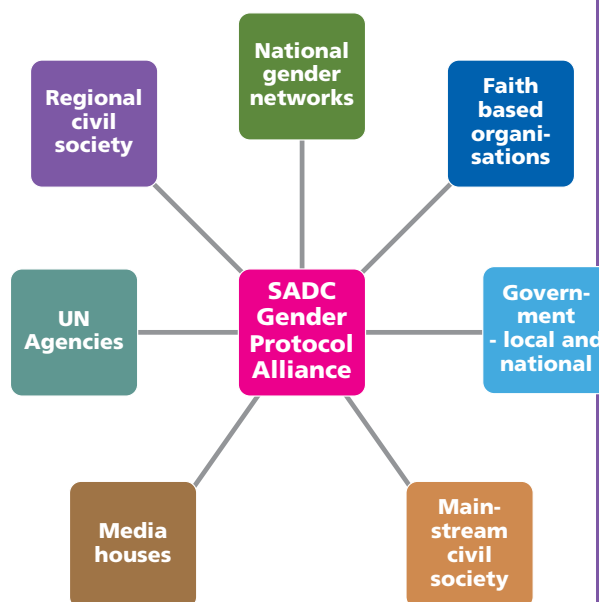 National
gender
networks
Regional
civil
society
Faith
based
organi-
sations
UN
Agencies
SADC
Gender
Protocol
Alliance
Govern-
ment
- local and
national
Media
houses
Main-
stream
civil
society